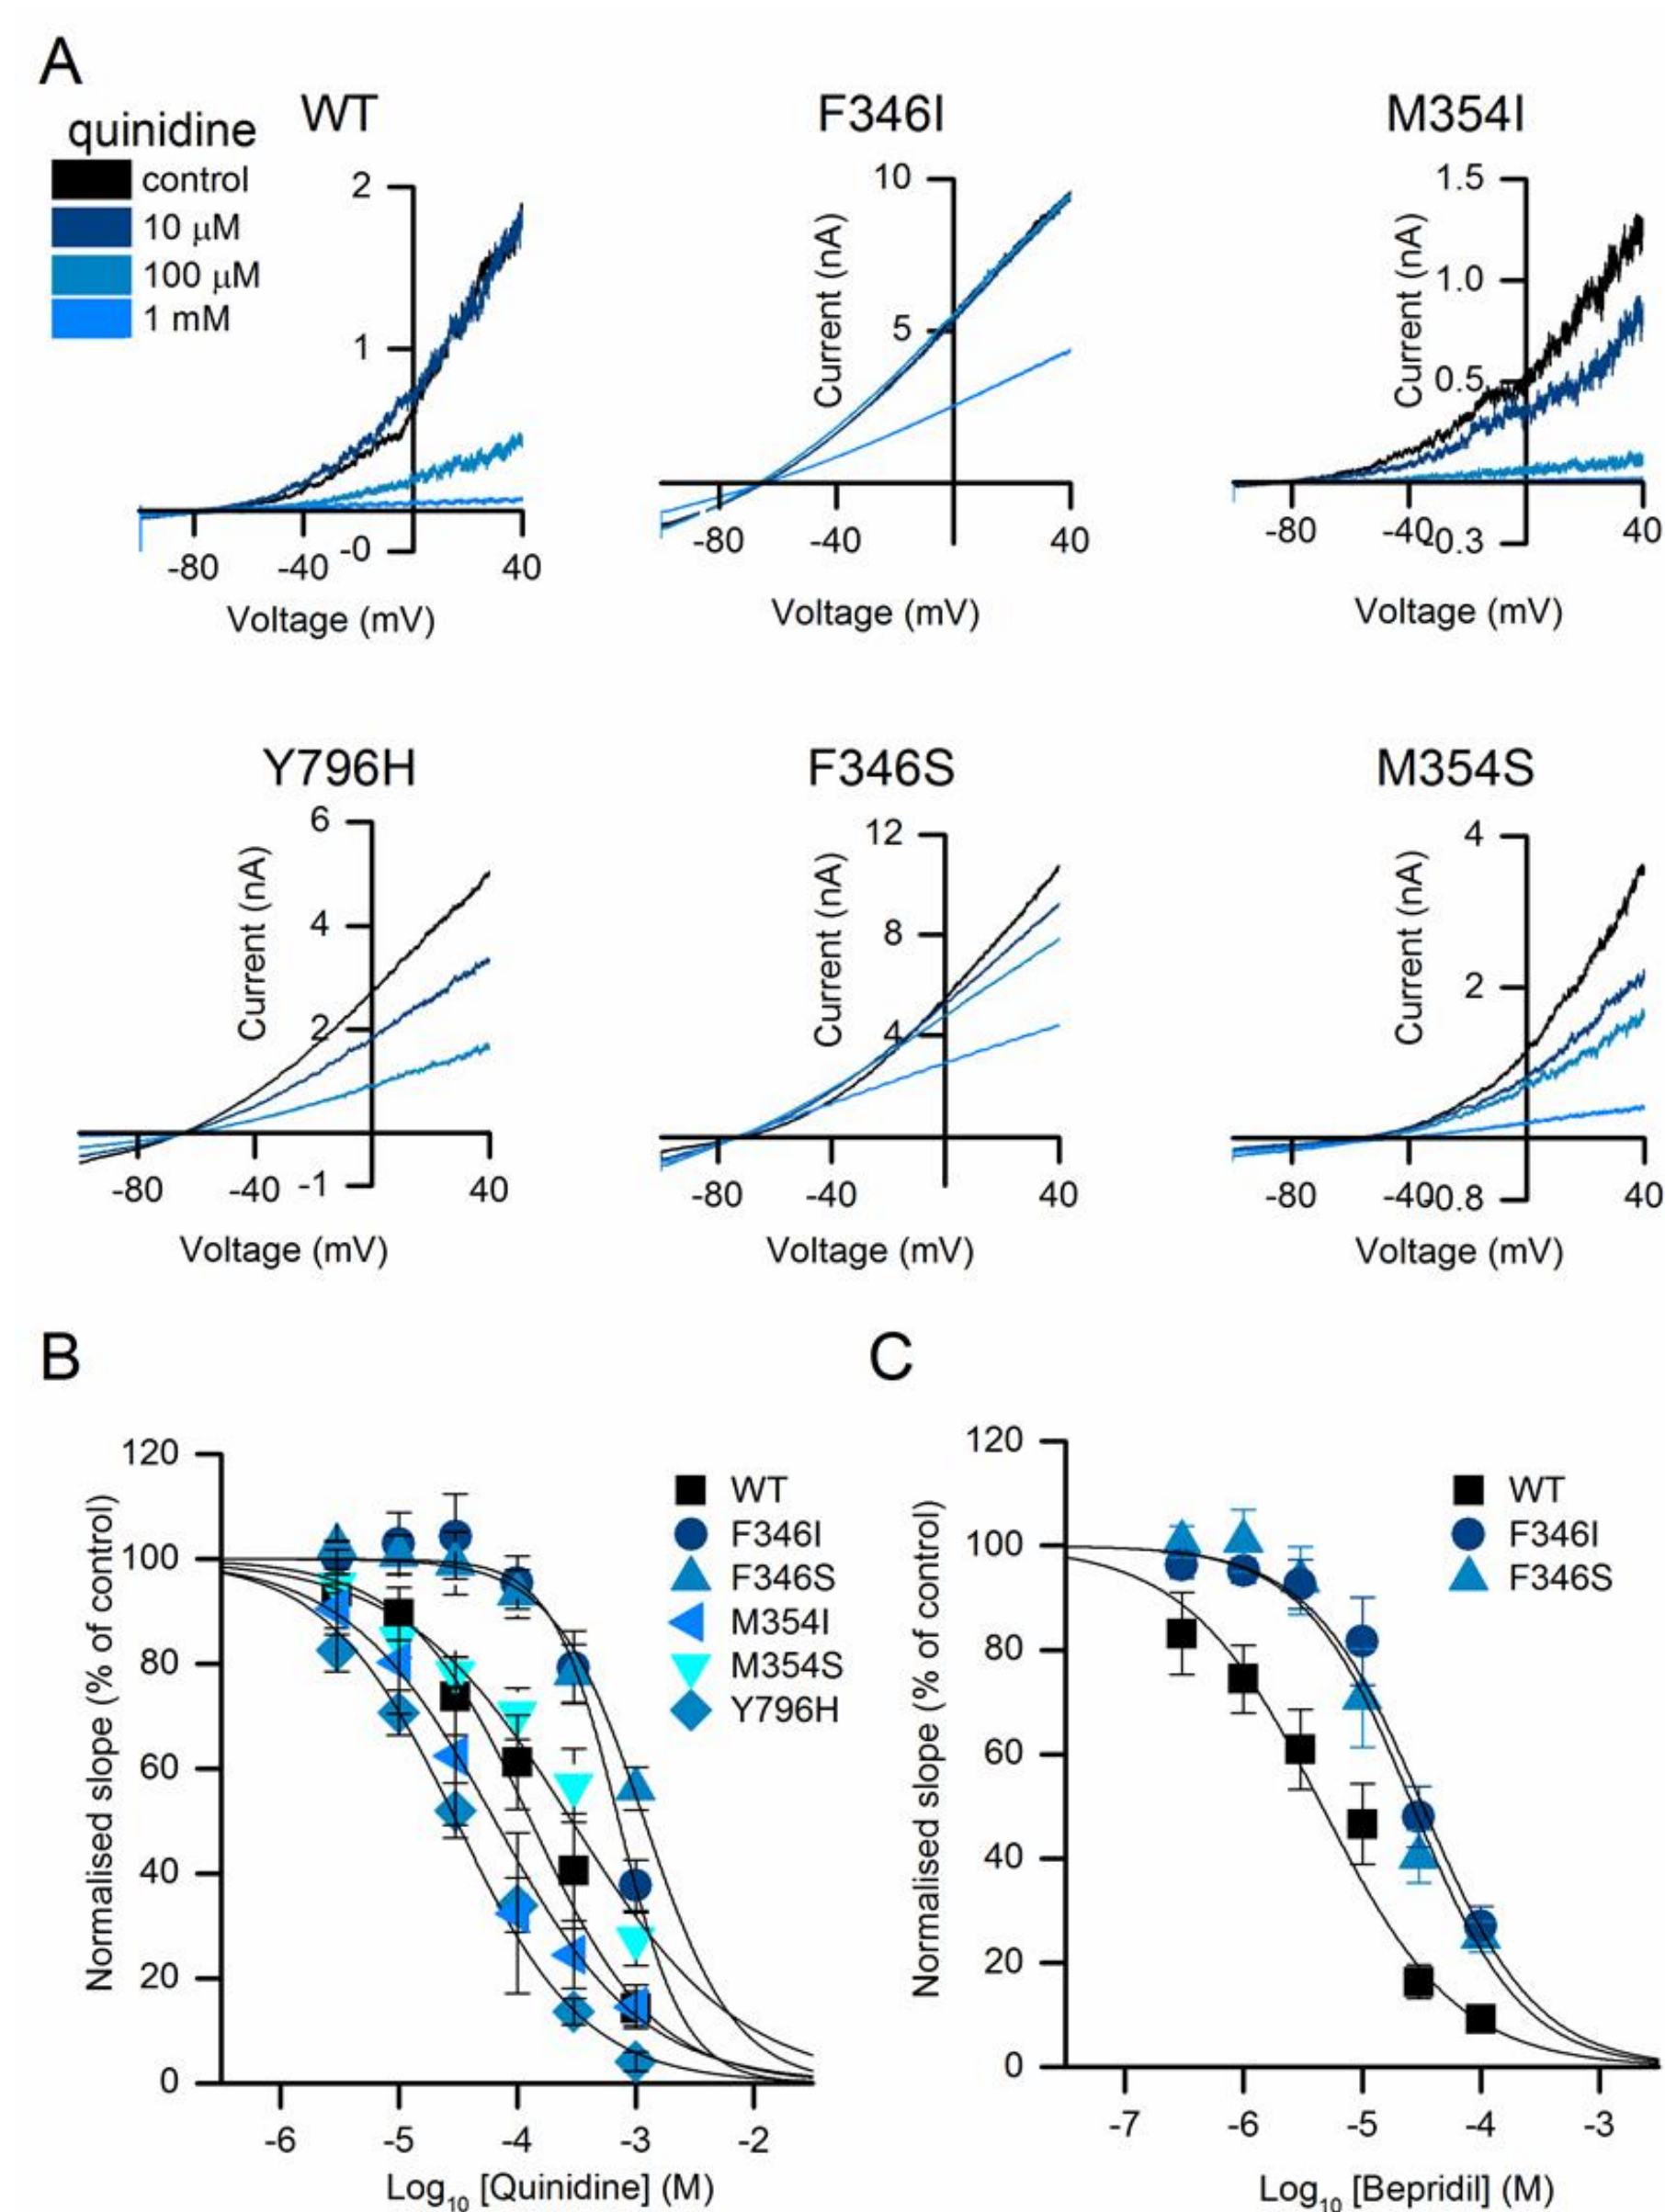 A
quinidine
control
10 μM
100 μM
1 mM
WT
2
1
-0
-80 -40 40
Voltage (mV)
F346I
Current (nA)
10
5
-80 -40 40
Voltage (mV)
M354I
Current (nA)
1.5
1.0
0.5
-0.3
-80 -40 40
Voltage (mV)
Y796H
Current (nA)
6
4
2
-1
-80 -40 40
Voltage (mV)
F346S
Current (nA)
12
8
4
-80 -40 40
Voltage (mV)
M354S
Current (nA)
4
2
-0.8
-80 -40 40
Voltage (mV)
B
Normalised slope (% of control)
120
100
80
60
40
20
0
-6 -5 -4 -3 -2
Log10 [Quinidine] (M)
WT
F346I
F346S
M354I
M354S
Y796H
C
Normalised slope (% of control)
120
100
80
60
40
20
0
-7 -6 -5 -4 -3
Log10 [Bepridil] (M)
WT
F346I
F346S